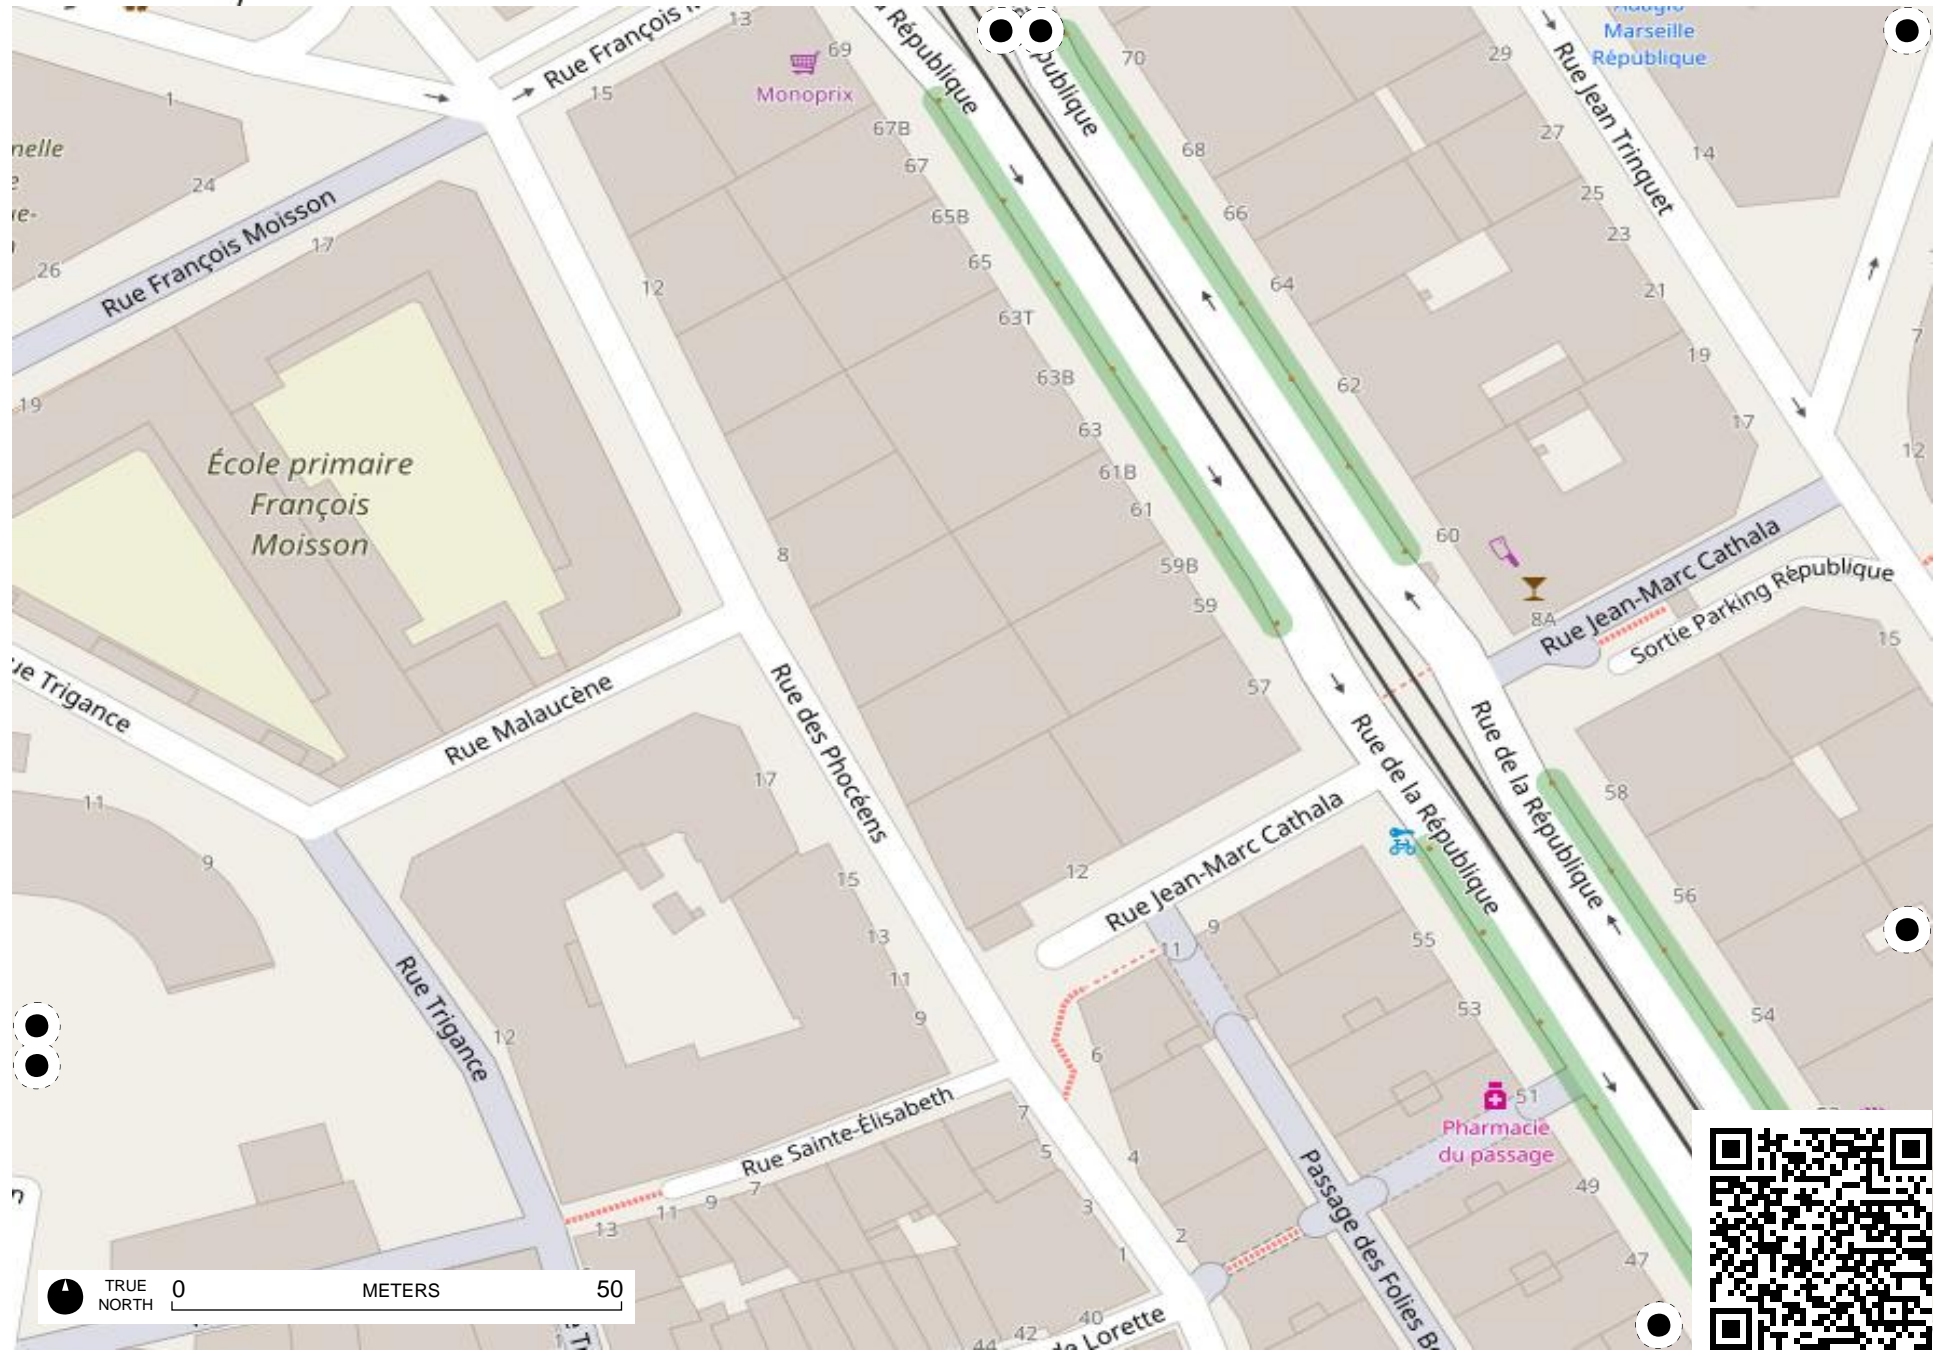 Rue François
13
15
69
Monoprix
67B
67
65B
65
63T
63B
63
61B
61
59B
59
57
République
70
68
66
64
62
60
29
27
25
23
21
19
17
14
Marseille
République
Rue Jean Trinquet
1
24
26
Rue François Moisson
17
19
12
8
École primaire
François
Moisson
7
12
15
8A
Rue Jean-Marc Cathala
Sortie Parking République
Rue Trigance
Rue Malaucène
Rue des Phocéens
Rue de la République
Rue de la République
58
56
54
11
9
17
15
13
11
9
12
Rue Jean-Marc Cathala
11
9
55
53
51
49
47
Pharmacie
du passage
Rue Trigance
12
6
4
2
7
5
3
1
Rue Sainte-Élisabeth
13
11
9
7
Passage des Folies
44
42
40
de Lorette
TRUE
NORTH
0
METERS
50